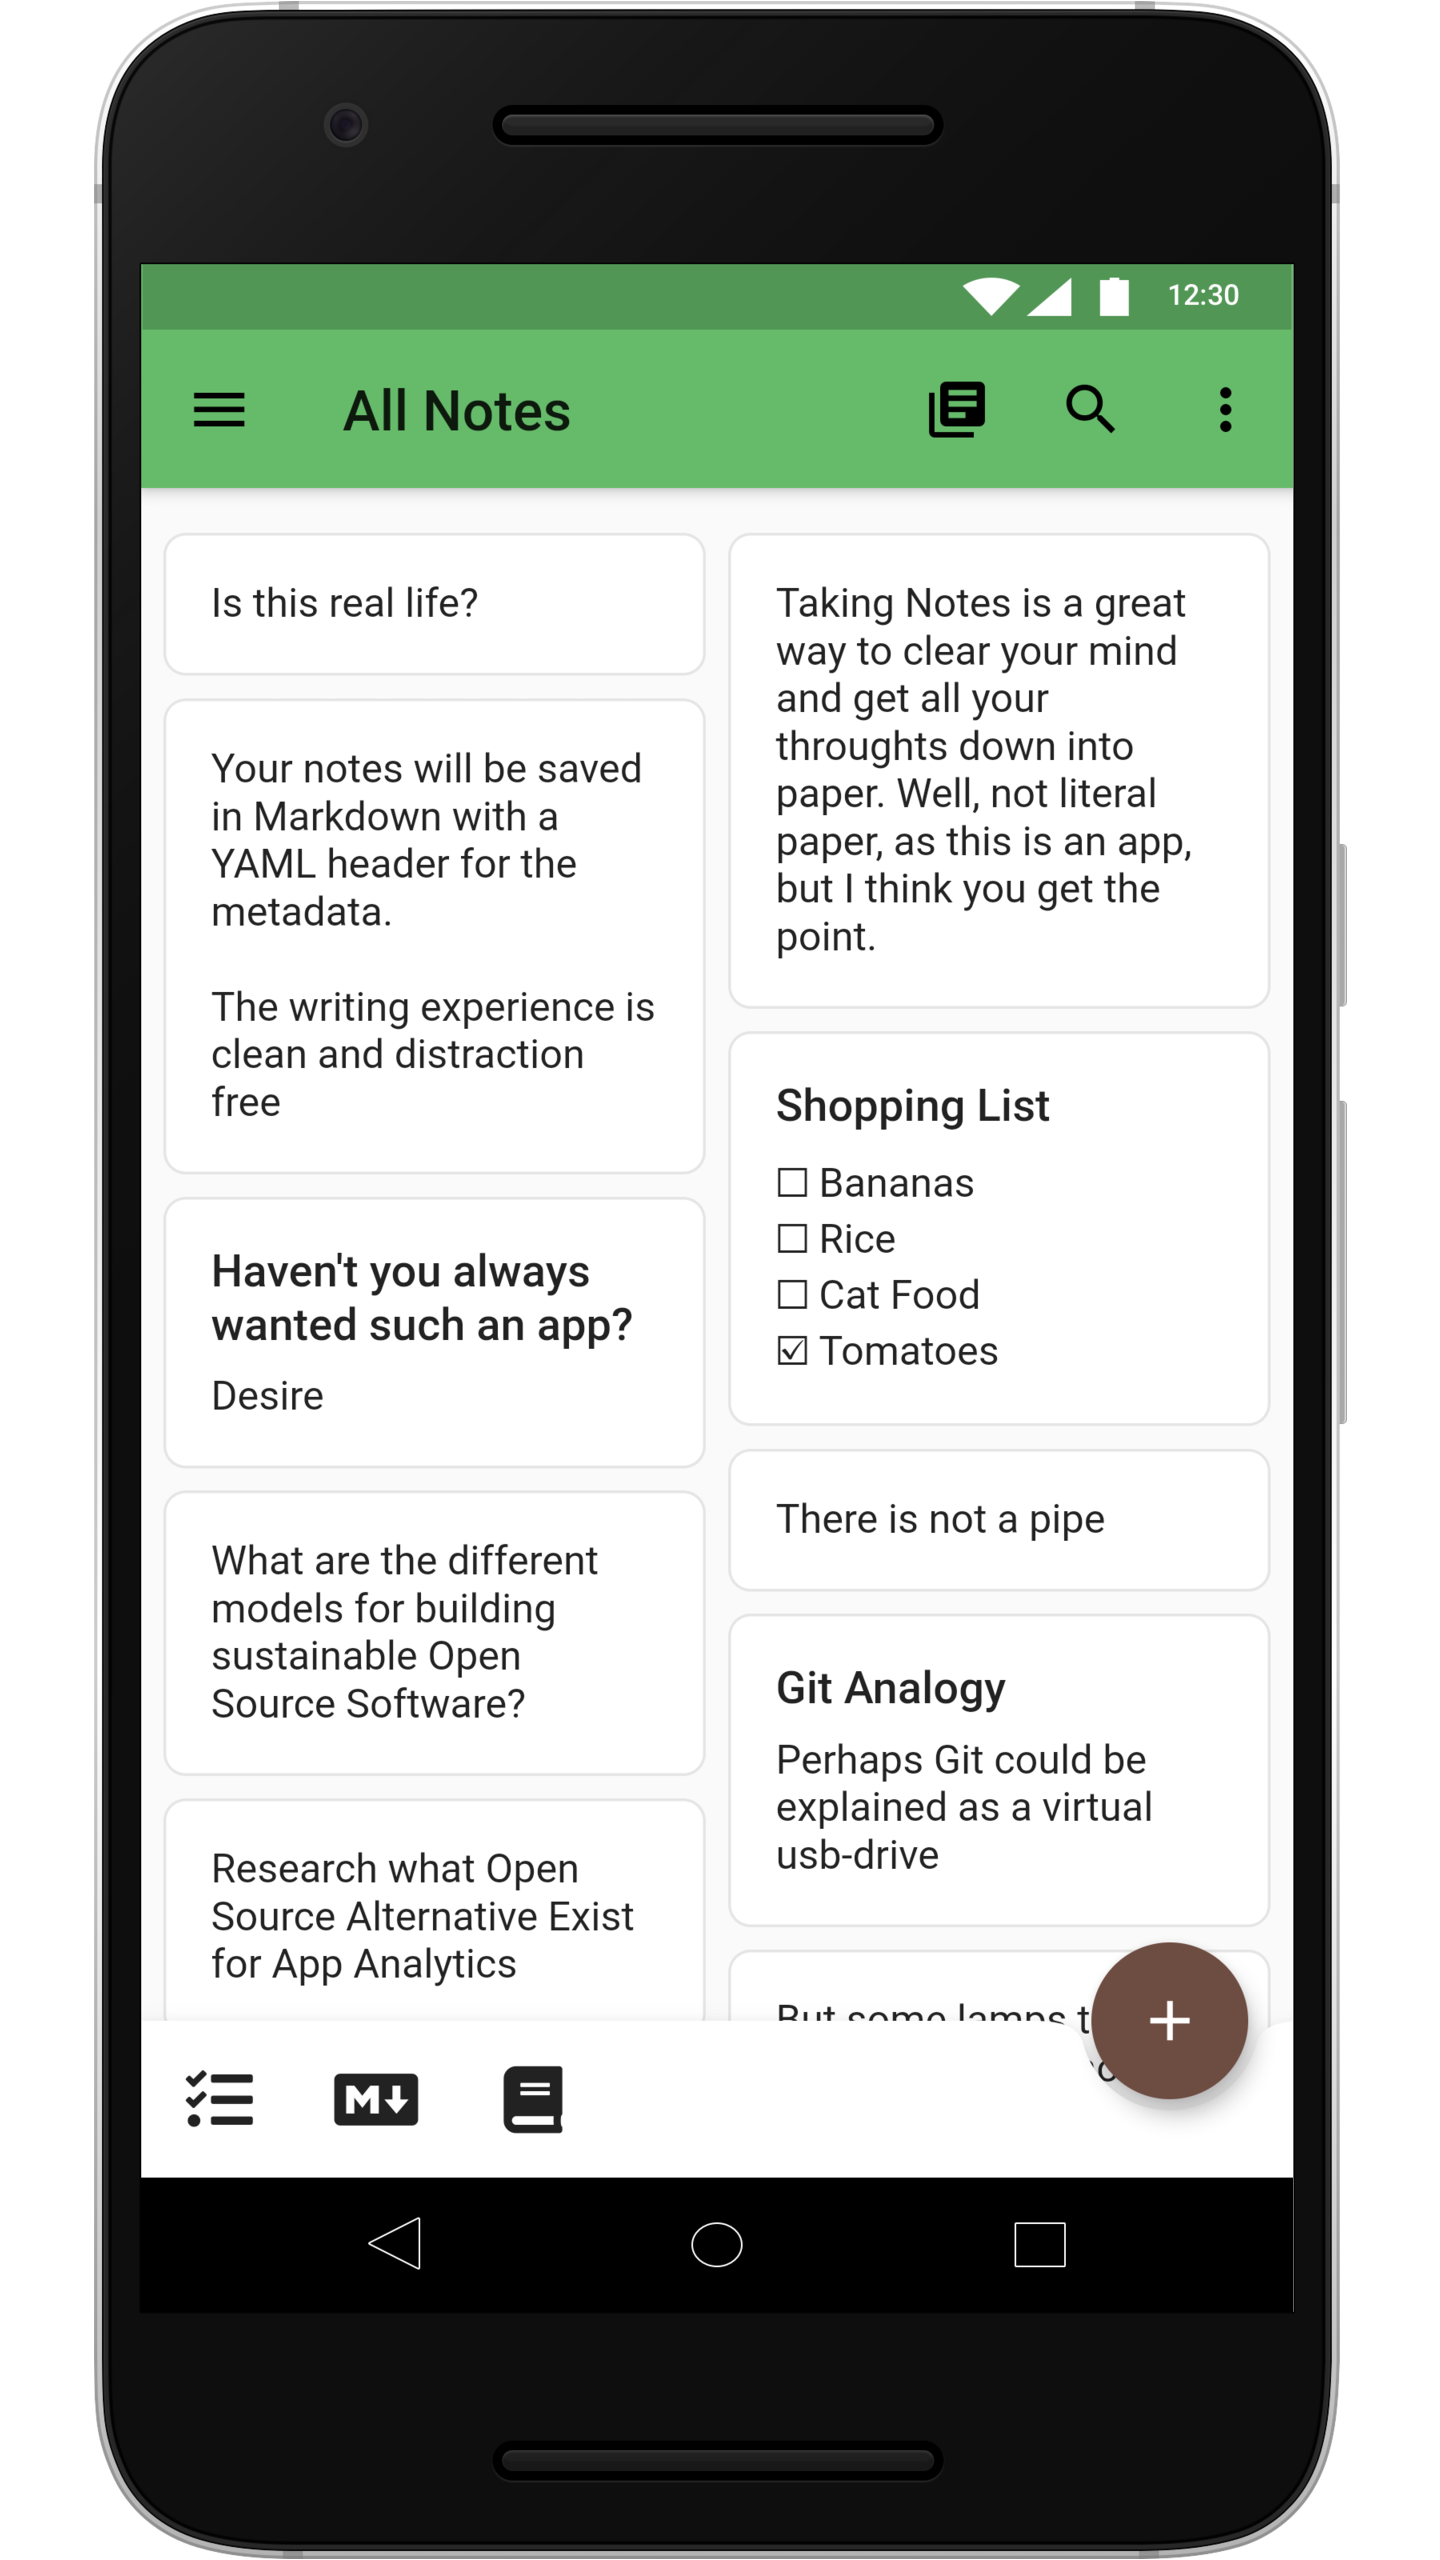 12:30
All Notes
Is this real life?
Your notes will be saved
in Markdown with a
YAML header for the
metadata.
The writing experience is
clean and distraction
free
Haven't you always
wanted such an app?
Desire
What are the different
models for building
sustainable Open
Source Software?
Research what Open
Source Alternative Exist
for App Analytics
Taking Notes is a great
way to clear your mind
and get all your
throughts down into
paper. Well, not literal
paper, as this is an app,
but I think you get the
point.
Shopping List
☐ Bananas
☐ Rice
☐ Cat Food
☑ Tomatoes
There is not a pipe
Git Analogy
Perhaps Git could be
explained as a virtual
usb-drive
But some lamps
M